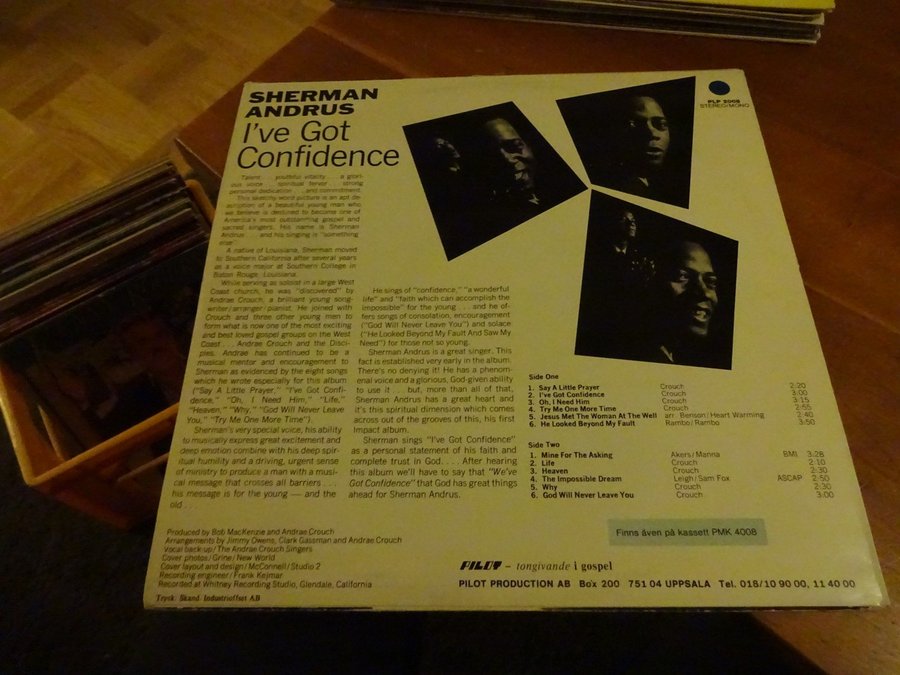 SHERMAN
ANDRUS
I've Got
Confidence
Talent . . . youthful vitality . . . a glori-
ous voice . . . spiritual fervor . . . strong
personal dedication . . . and commitment.
This sketchy word picture is an apt de-
scription of a beautiful young man who
we believe is destined to become one of
America's most outstanding gospel and
sacred singers. His name is Sherman
Andrus . . . and his singing is "something
else."
A native of Louisiana, Sherman moved
to Southern California after several years
as a voice major at Southern College in
Baton Rouge, Louisiana.
While serving as soloist in a large West
Coast church, he was "discovered" by
Andrae Crouch, a brilliant young song-
writer/arranger/pianist. He joined with
Crouch and three other young men to
form what is now one of the most exciting
and best loved gospel groups on the West
Coast . . . Andrae Crouch and the Disci-
ples. Andrae has continued to be a
musical mentor and encouragement to
Sherman as evidenced by the eight songs
which he wrote especially for this album
("Say A Little Prayer," "I've Got Confi-
dence," "Oh, I Need Him," "Life,"
"Heaven," "Why," "God Will Never Leave
You," "Try Me One More Time").
Sherman's very special voice, his ability
to musically express great excitement and
deep emotion combine with his deep spir-
itual humility and a driving, urgent sense
of ministry to produce a man with a musi-
cal message that crosses all barriers . . .
his message is for the young — and the
old . . .
He sings of "confidence," "a wonderful
life" and "faith which can accomplish the
impossible" for the young . . . and he of-
fers songs of consolation, encouragement
("God Will Never Leave You") and solace
("He Looked Beyond My Fault And Saw My
Need") for those not so young.
Sherman Andrus is a great singer. This
fact is established very early in the album.
There's no denying it! He has a phenom-
enal voice and a glorious, God-given ability
to use it . . . but, more than all of that,
Sherman Andrus has a great heart and
it's this spiritual dimension which comes
across out of the grooves of this, his first
Impact album.
Sherman sings "I've Got Confidence"
as a personal statement of his faith and
complete trust in God. . . . After hearing
this album we'll have to say that "We've
Got Confidence" that God has great things
ahead for Sherman Andrus.
Produced by Bob MacKenzie and Andrae Crouch
Arrangements by Jimmy Owens, Clark Gassman and Andrae Crouch
Vocal back-up/The Andrae Crouch Singers
Cover photos/Grine/New World
Cover layout and design/McConnell/Studio 2
Recording engineer/Frank Kejmar
Recorded at Whitney Recording Studio, Glendale, California
Tryck: Skand. Industrioffset AB
PLP 2008
STEREO/MONO
Side One
1. Say A Little Prayer Crouch 2:20
2. I've Got Confidence Crouch 3:00
3. Oh, I Need Him Crouch 3:15
4. Try Me One More Time Crouch 2:55
5. Jesus Met The Woman At The Well arr. Benson/Heart Warming 2:40
6. He Looked Beyond My Fault Rambo/Rambo 3:50
Side Two
1. Mine For The Asking Akers/Manna BMI 3:28
2. Life Crouch 2:10
3. Heaven Crouch 2:30
4. The Impossible Dream Leigh/Sam Fox ASCAP 2:50
5. Why Crouch 2:30
6. God Will Never Leave You Crouch 3:00
Finns även på kassett PMK 4008
PILOT – tongivande i gospel
PILOT PRODUCTION AB Box 200 751 04 UPPSALA Tel. 018/10 90 00, 11 40 00